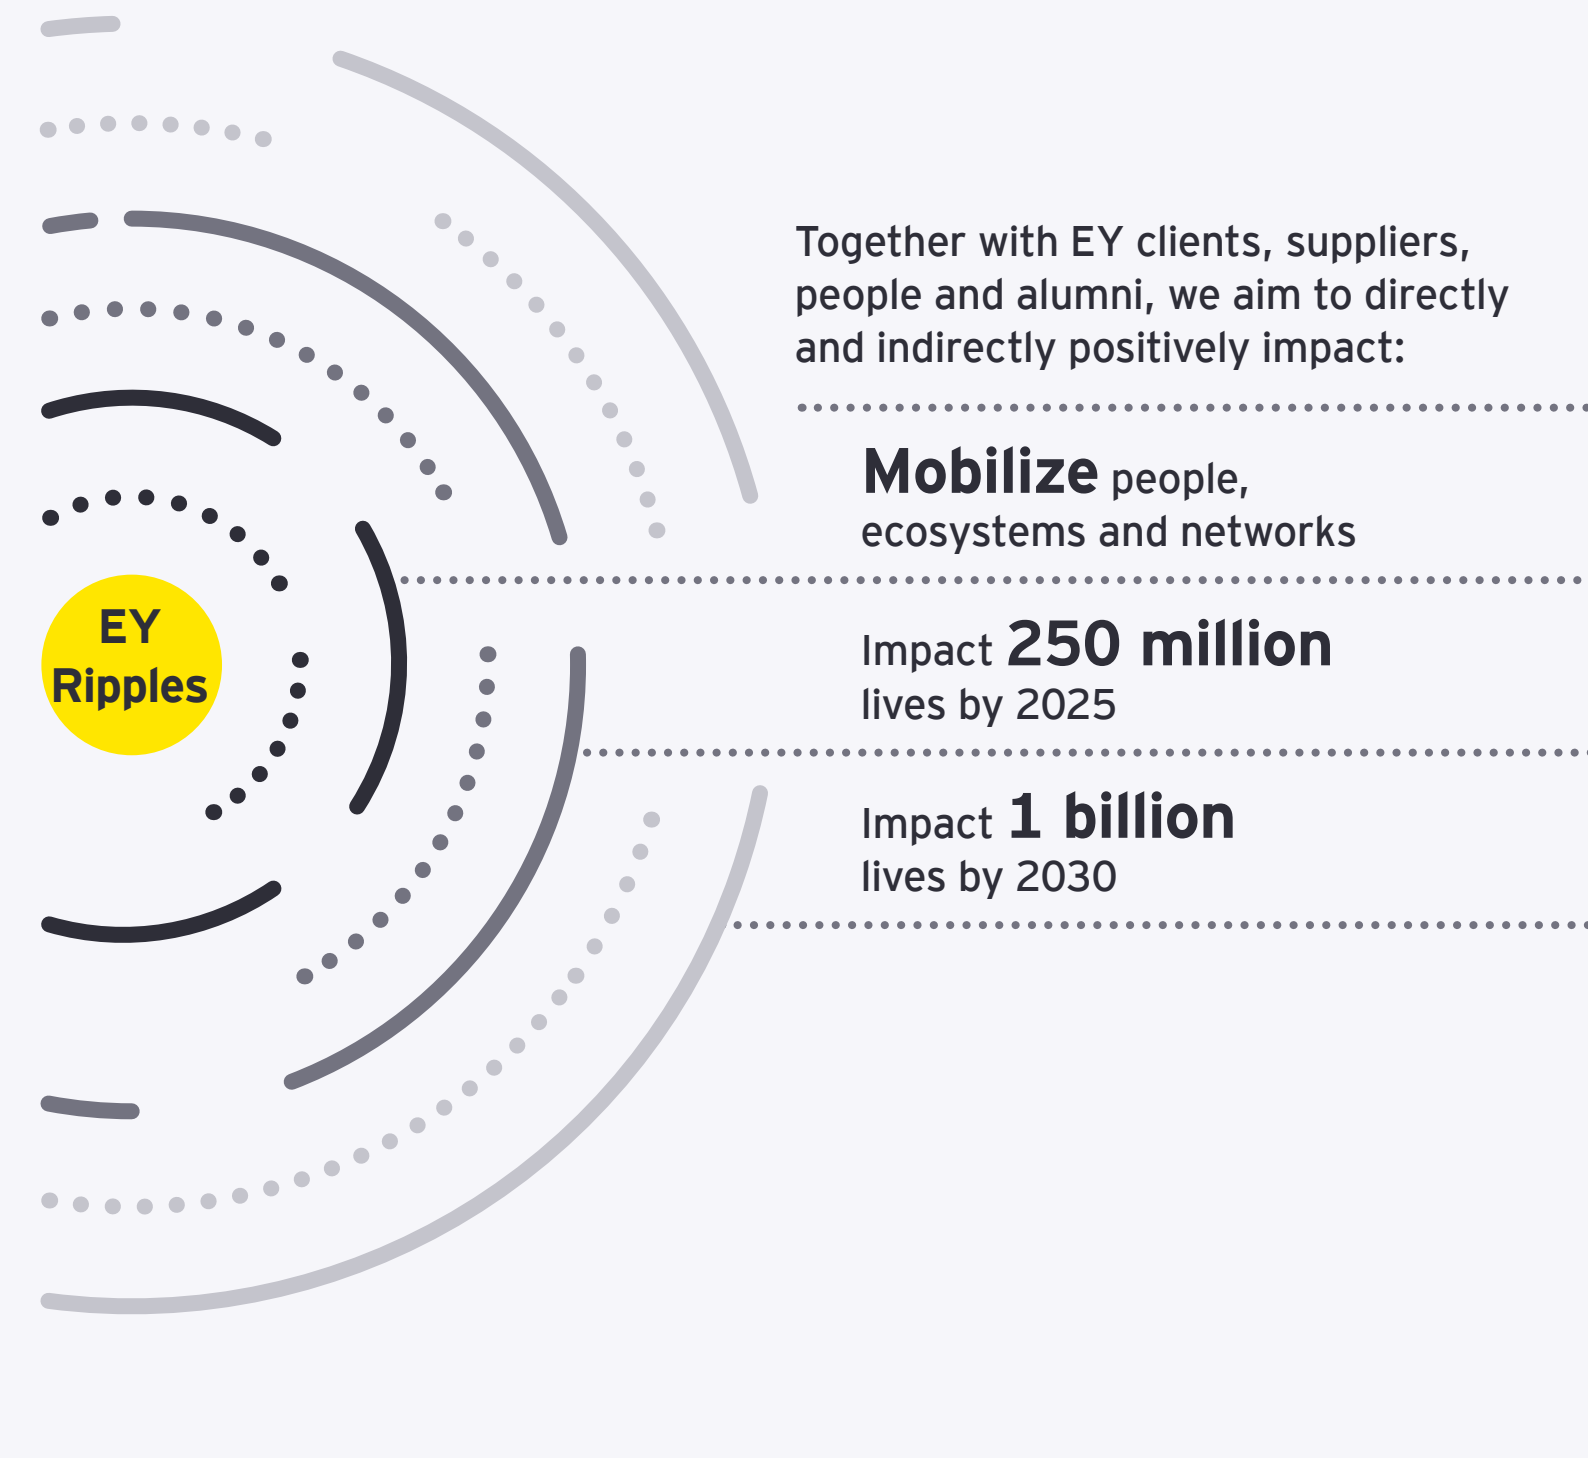 EY
Ripples
Together with EY clients, suppliers,
people and alumni, we aim to directly
and indirectly positively impact:
Mobilize people,
ecosystems and networks
Impact 250 million
lives by 2025
Impact 1 billion
lives by 2030